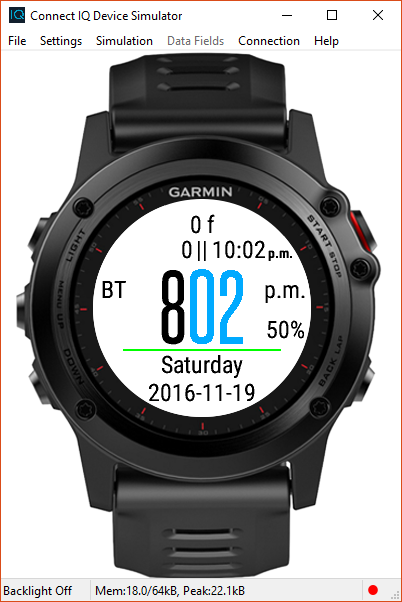 Connect IQ Device Simulator
File Settings Simulation Data Fields Connection Help
GARMIN
LIGHT
START STOP
MENU UP
DOWN
BACK LAP
0 f
0 || 10:02 p.m.
BT 802 p.m.
50%
Saturday
2016-11-19
30
Backlight Off Mem:18.0/64kB, Peak:22.1kB